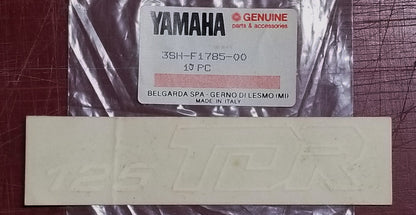 YAMAHA GENUINE
parts & accessories
3SH-F1785-00
1 PC
BELGARDA SPA - GERNO DI LESMO (MI)
MADE IN ITALY
125 TDR